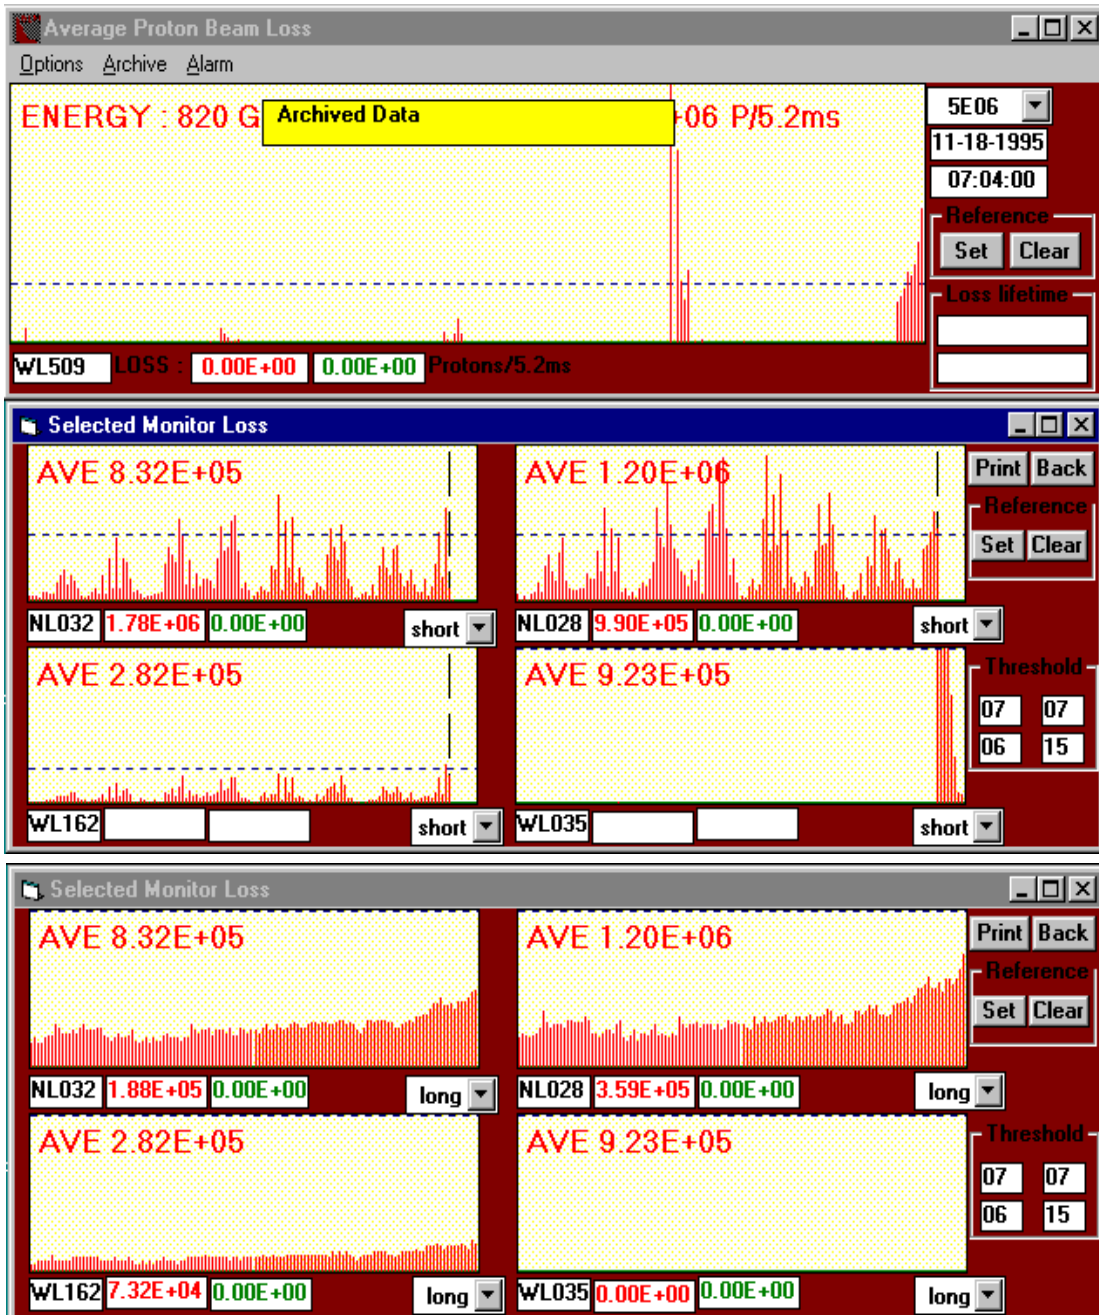 Average Proton Beam Loss
Options Archive Alarm
ENERGY : 820 G Archived Data +06 P/5.2ms
5E06
11-18-1995
07:04:00
Reference
Set Clear
Loss lifetime
WL509 LOSS : 0.00E+00 0.00E+00 Protons/5.2ms
Selected Monitor Loss
AVE 8.32E+05 AVE 1.20E+06 Print Back
Reference
Set Clear
NL032 1.78E+06 0.00E+00 short NL028 9.90E+05 0.00E+00 short
AVE 2.82E+05 AVE 9.23E+05 Threshold
07 07
06 15
WL162 short WL035 short
Selected Monitor Loss
AVE 8.32E+05 AVE 1.20E+06 Print Back
Reference
Set Clear
NL032 1.88E+05 0.00E+00 long NL028 3.59E+05 0.00E+00 long
AVE 2.82E+05 AVE 9.23E+05 Threshold
07 07
06 15
WL162 7.32E+04 0.00E+00 long WL035 0.00E+00 0.00E+00 long